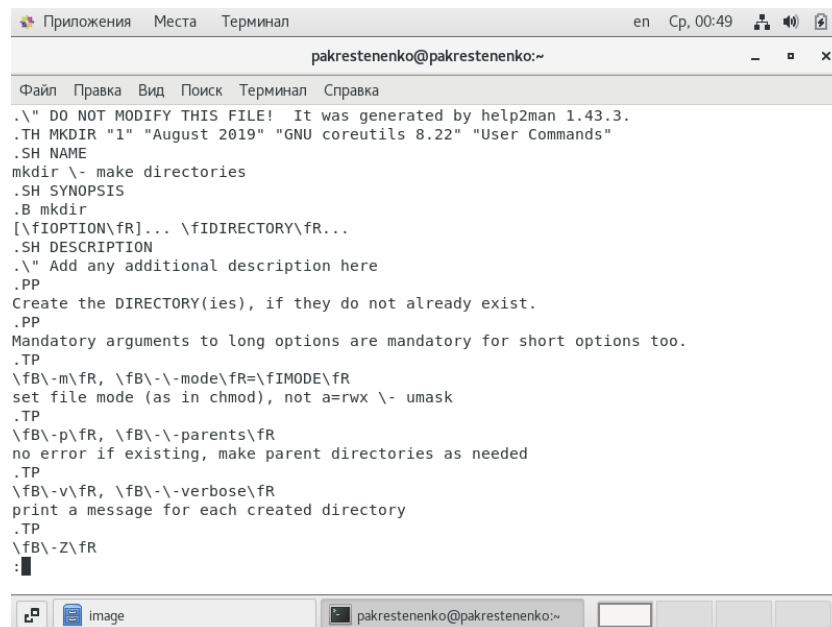 Приложения Места Терминал en Ср, 00:49
pakrestenenko@pakrestenenko:~
Файл Правка Вид Поиск Терминал Справка
.\" DO NOT MODIFY THIS FILE!  It was generated by help2man 1.43.3.
.TH MKDIR "1" "August 2019" "GNU coreutils 8.22" "User Commands"
.SH NAME
mkdir \- make directories
.SH SYNOPSIS
.B mkdir
[\fIOPTION\fR]... \fIDIRECTORY\fR...
.SH DESCRIPTION
.\" Add any additional description here
.PP
Create the DIRECTORY(ies), if they do not already exist.
.PP
Mandatory arguments to long options are mandatory for short options too.
.TP
\fB\-m\fR, \fB\-\-mode\fR=\fIMODE\fR
set file mode (as in chmod), not a=rwx \- umask
.TP
\fB\-p\fR, \fB\-\-parents\fR
no error if existing, make parent directories as needed
.TP
\fB\-v\fR, \fB\-\-verbose\fR
print a message for each created directory
.TP
\fB\-Z\fR
:
image pakrestenenko@pakrestenenko:~